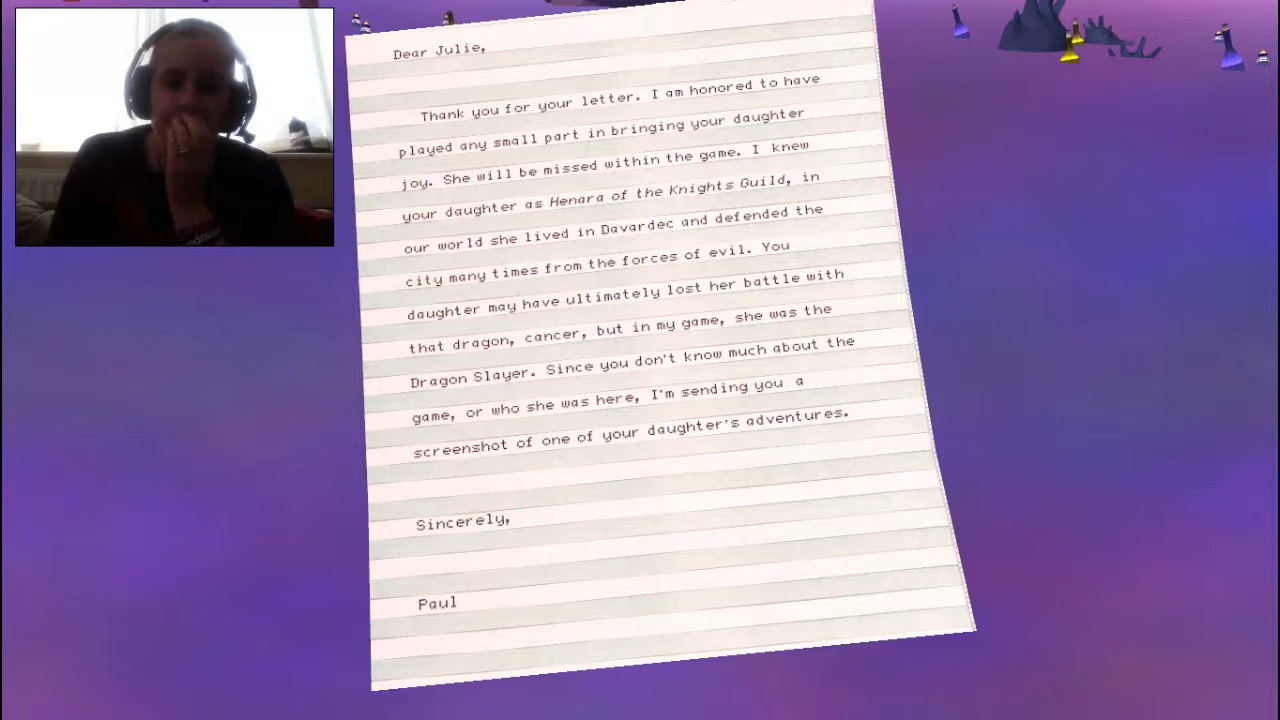 Dear Julie,
Thank you for your letter. I am honored to have
played any small part in bringing your daughter
joy. She will be missed within the game. I knew
your daughter as Henara of the Knights Guild, in
our world she lived in Davardec and defended the
city many times from the forces of evil. You
daughter may have ultimately lost her battle with
that dragon, cancer, but in my game, she was the
Dragon Slayer. Since you don't know much about the
game, or who she was here, I'm sending you a
screenshot of one of your daughter's adventures.
Sincerely,
Paul